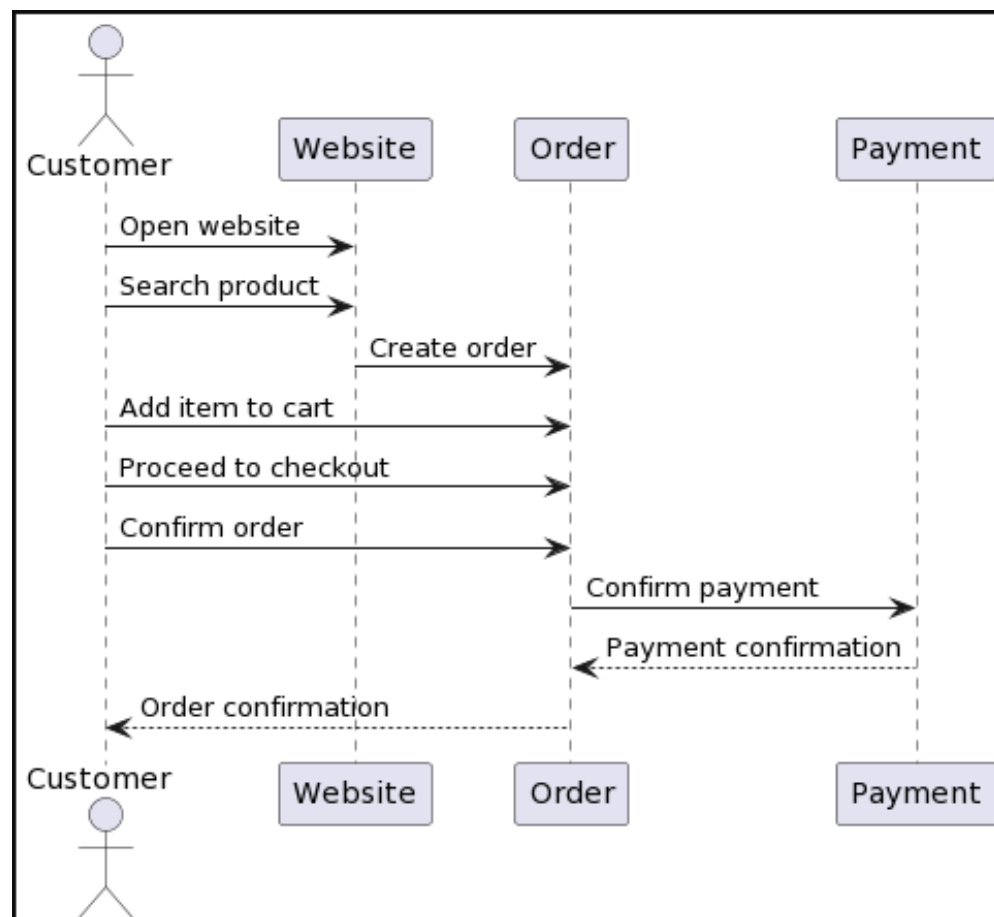 Customer
Website
Order
Payment
Open website
Search product
Create order
Add item to cart
Proceed to checkout
Confirm order
Confirm payment
Payment confirmation
Order confirmation
Customer
Website
Order
Payment